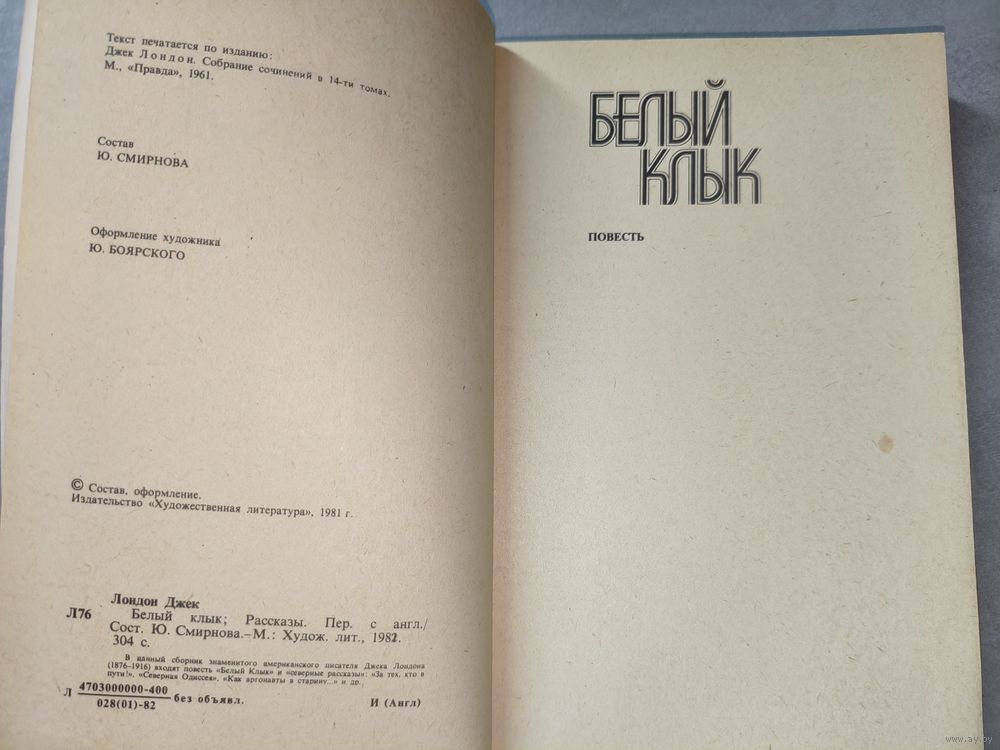 Текст печатается по изданию:
Джек Лондон. Собрание сочинений в 14-ти томах.
М., «Правда», 1961.
Состав
Ю. СМИРНОВА
Оформление художника
Ю. БОЯРСКОГО
© Состав, оформление.
Издательство «Художественная литература», 1981 г.
Лондон Джек
Л76 Белый клык; Рассказы. Пер. с англ./
Сост. Ю. Смирнова.–М.: Худож. лит., 1982.
304 с.
В данный сборник знаменитого американского писателя Джека Лондона
(1876–1916) входят повесть «Белый Клык» и «северные рассказы»: «За тех, кто в
пути!», «Северная Одиссея», «Как аргонавты в старину...» и др.
Л 4703000000-400 без объявл.
028(01)-82
И (Англ)
БЕЛЫЙ
КЛЫК
ПОВЕСТЬ
www.ay.by